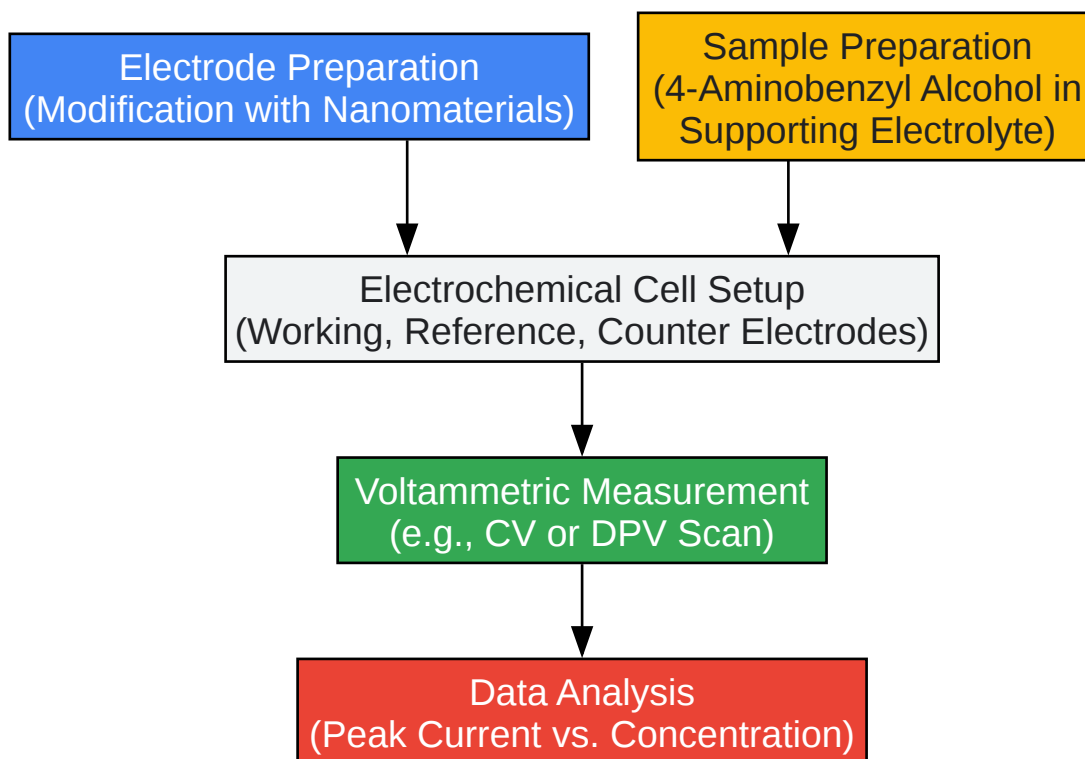 Electrode Preparation
(Modification with Nanomaterials)
Sample Preparation
(4-Aminobenzyl Alcohol in
Supporting Electrolyte)
Electrochemical Cell Setup
(Working, Reference, Counter Electrodes)
Voltammetric Measurement
(e.g., CV or DPV Scan)
Data Analysis
(Peak Current vs. Concentration)